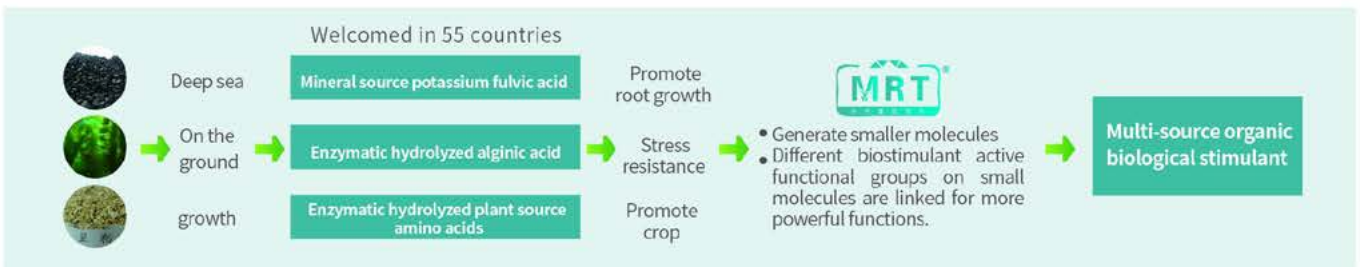 Welcomed in 55 countries
Deep sea
Mineral source potassium fulvic acid
Promote
root growth
On the
ground
Enzymatic hydrolyzed alginic acid
Stress
resistance
growth
Enzymatic hydrolyzed plant source
amino acids
Promote
crop
MRT®
• Generate smaller molecules
• Different biostimulant active
functional groups on small
molecules are linked for more
powerful functions.
Multi-source organic
biological stimulant